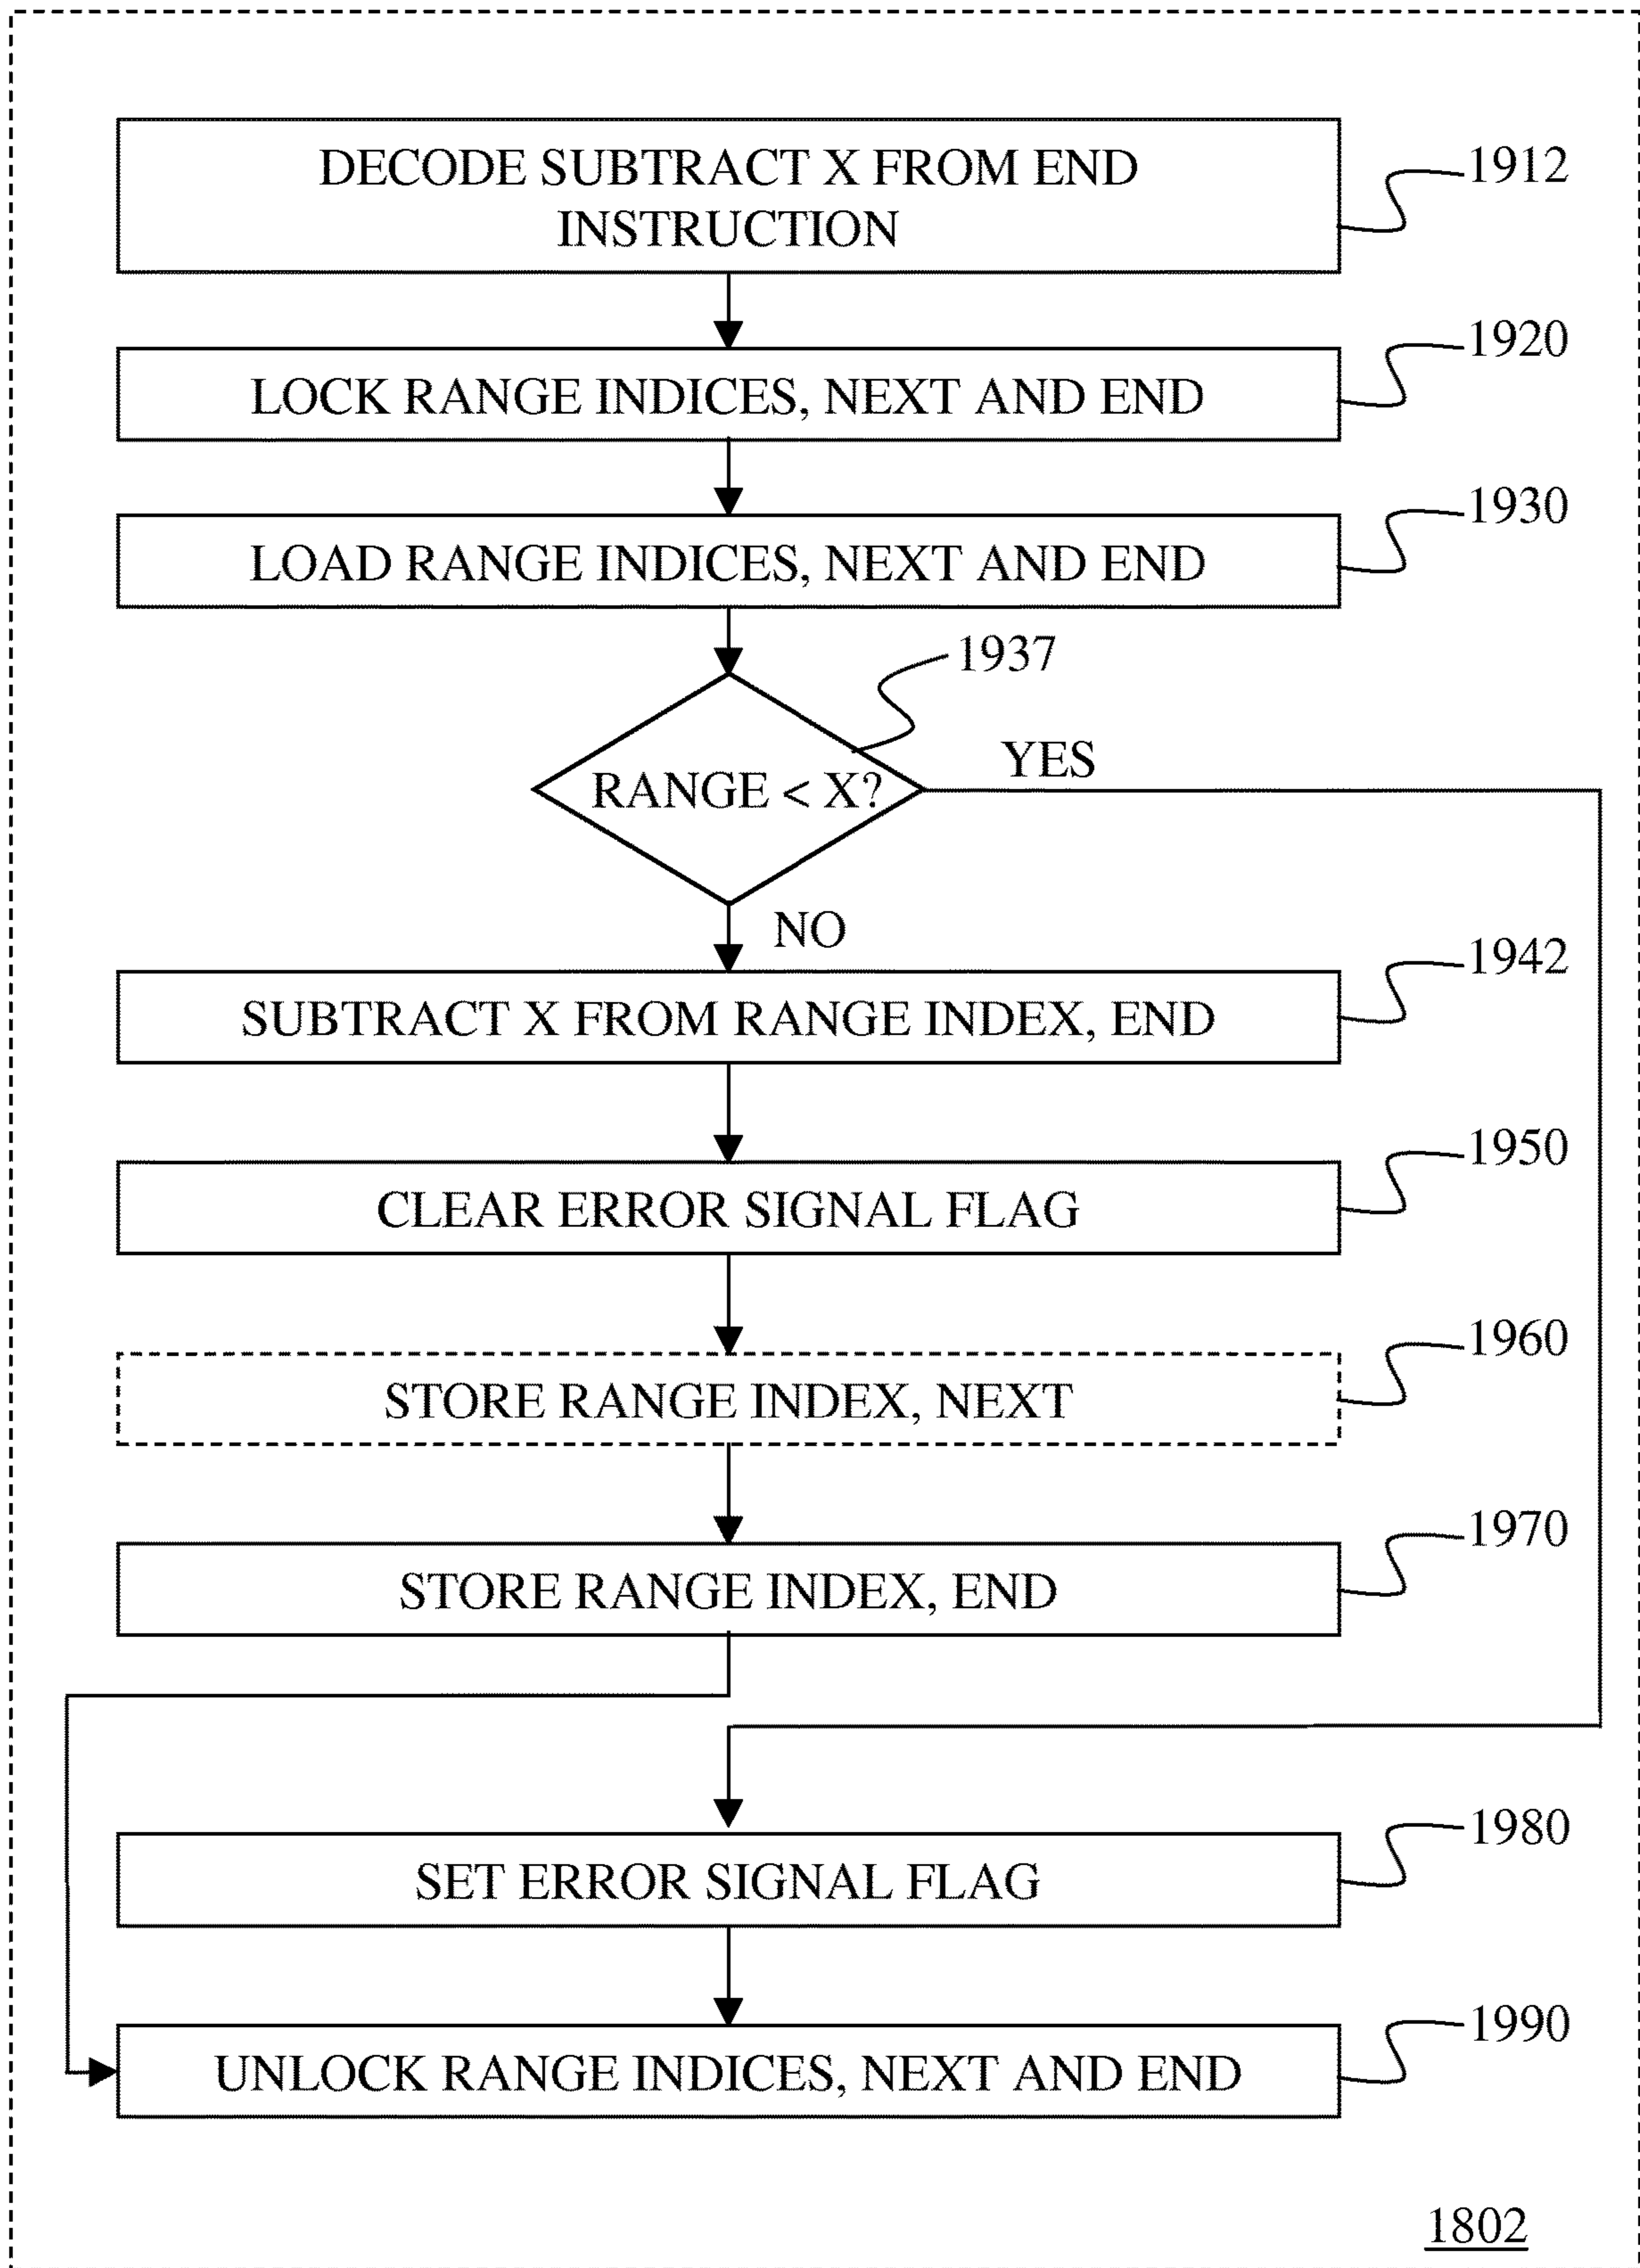 DECODE SUBTRACT X FROM END
INSTRUCTION
1912
LOCK RANGE INDICES, NEXT AND END
1920
LOAD RANGE INDICES, NEXT AND END
1930
1937
RANGE < X?
YES
NO
SUBTRACT X FROM RANGE INDEX, END
1942
CLEAR ERROR SIGNAL FLAG
1950
STORE RANGE INDEX, NEXT
1960
STORE RANGE INDEX, END
1970
SET ERROR SIGNAL FLAG
1980
UNLOCK RANGE INDICES, NEXT AND END
1990
1802